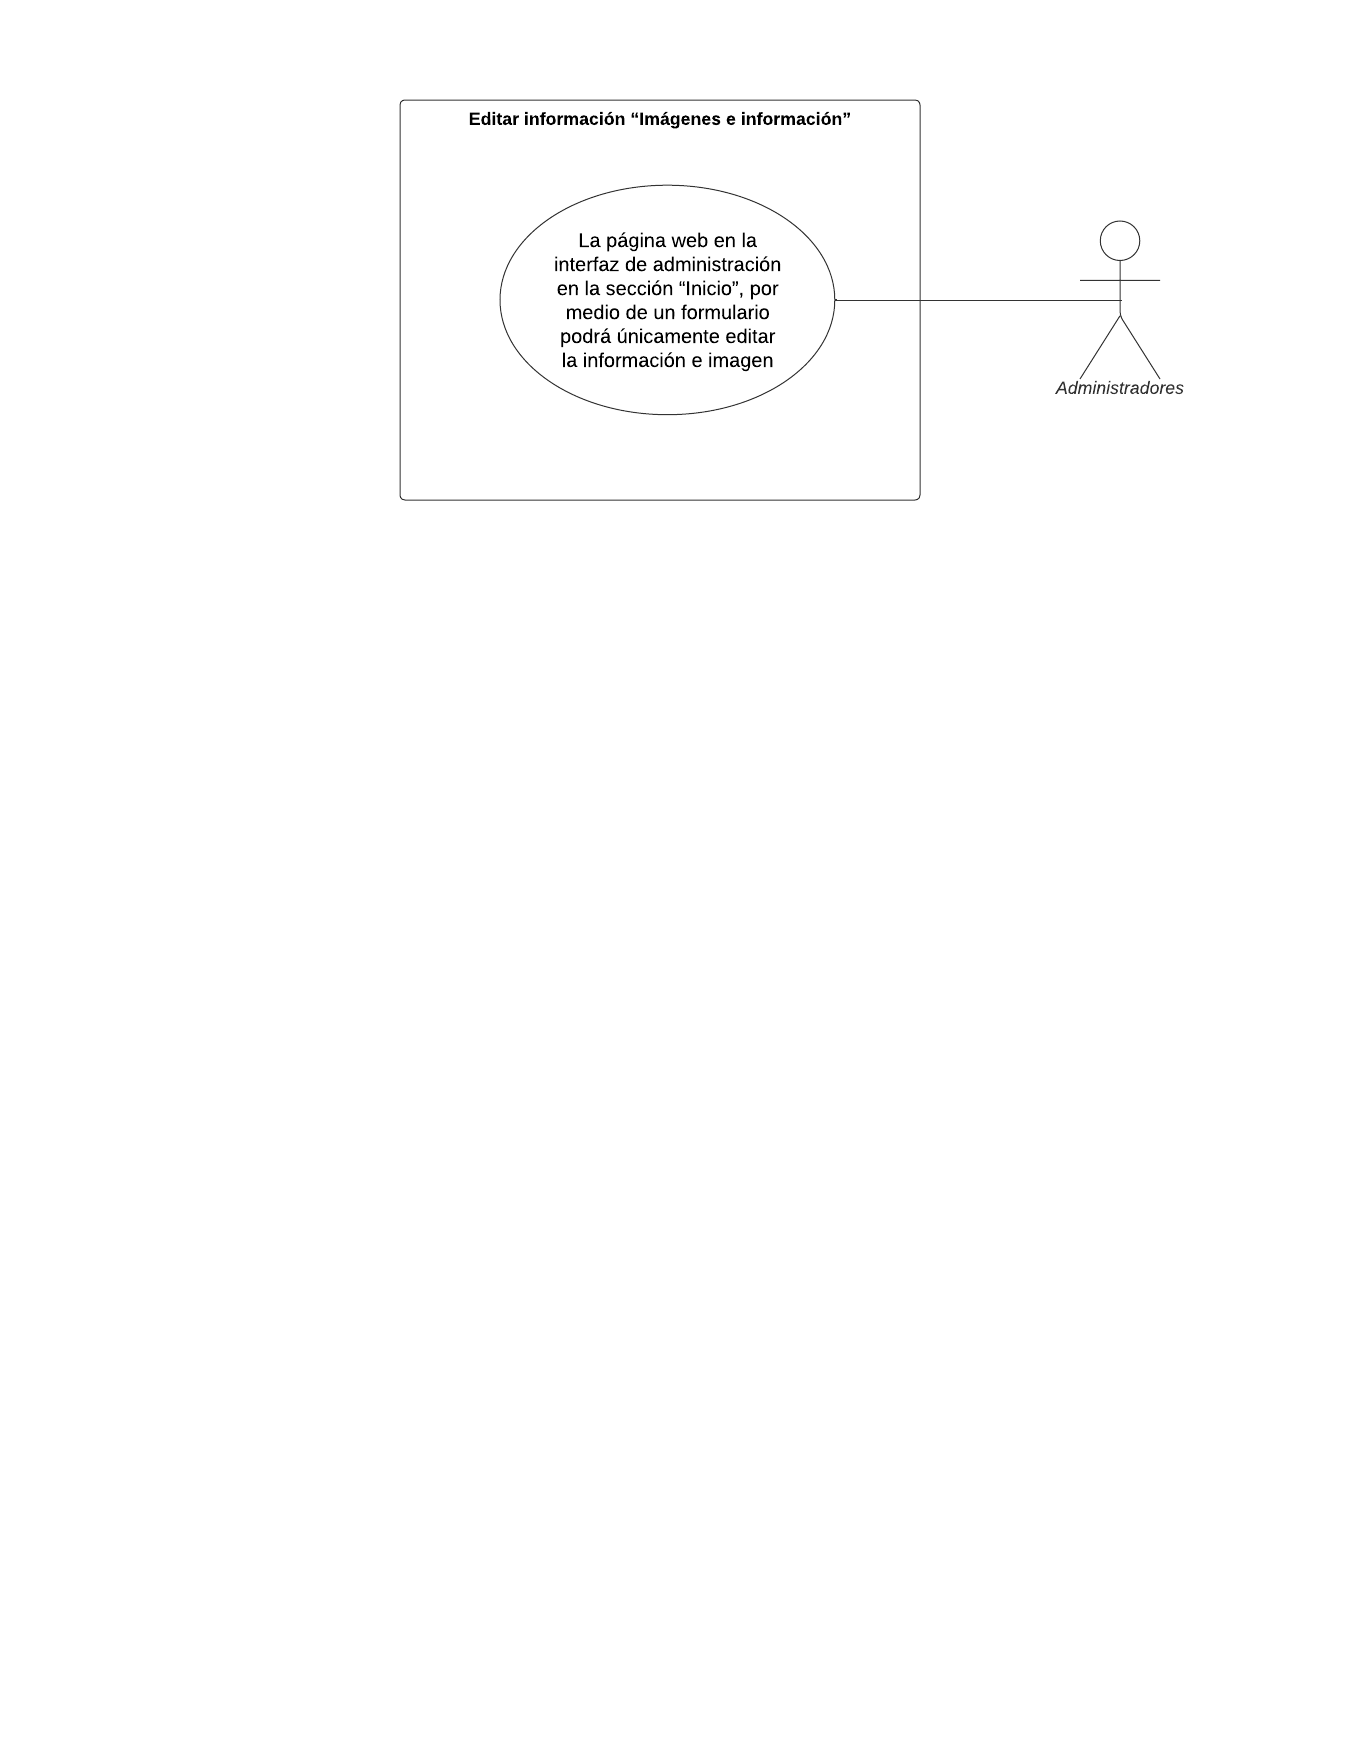 Editar información “Imágenes e información”
La página web en la
interfaz de administración
en la sección “Inicio”, por
medio de un formulario
podrá únicamente editar
la información e imagen
Administradores